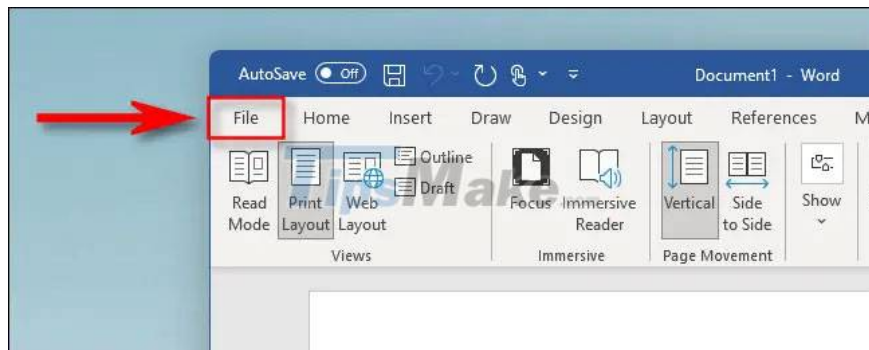 AutoSave Off Document1 - Word
File Home Insert Draw Design Layout References M
Outline
Draft
Read Mode
Print Layout
Web Layout
Focus
Immersive Reader
Vertical
Side to Side
Show
Views Immersive Page Movement
TipsMake